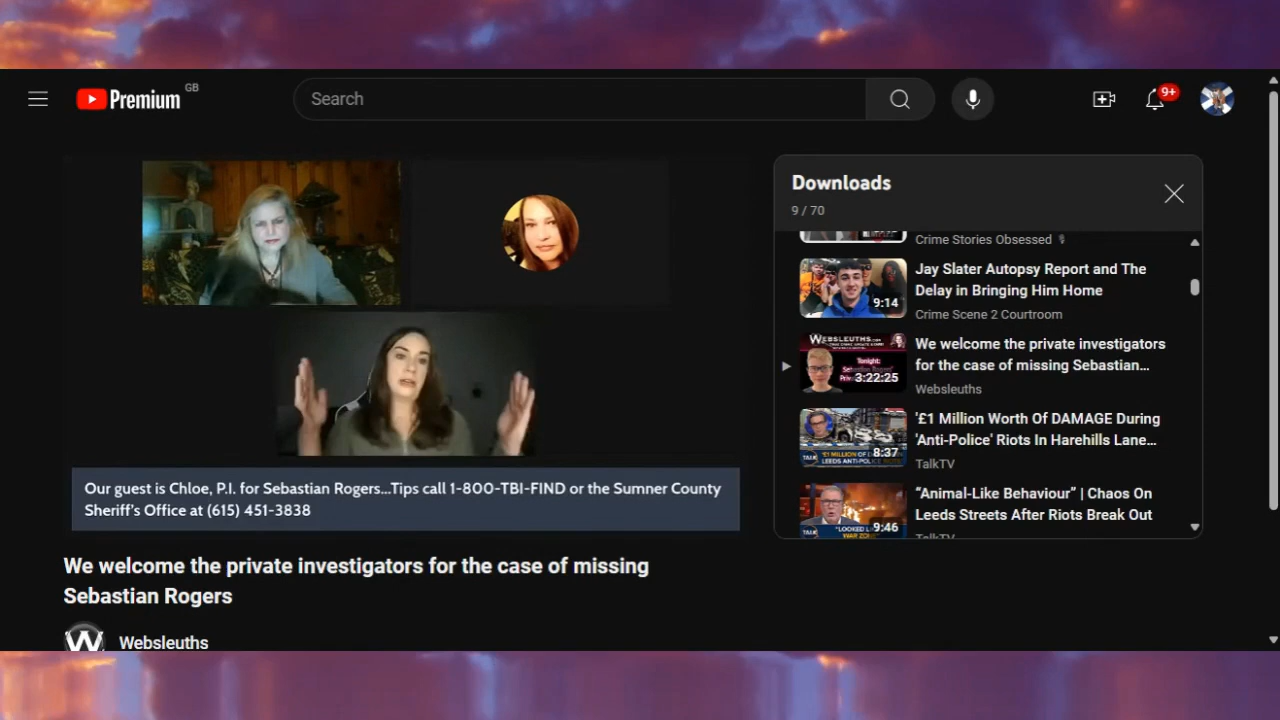 Premium GB
Search
9+
Downloads
9 / 70
Crime Stories Obsessed
Jay Slater Autopsy Report and The
Delay in Bringing Him Home
9:14
Crime Scene 2 Courtroom
WEBSLEUTHS.COM
Tonight:
We welcome the private investigators
for the case of missing Sebastian...
3:22:25
Websleuths
'£1 Million Worth Of DAMAGE During
'Anti-Police' Riots In Harehills Lane...
8:37
TalkTV
“Animal-Like Behaviour” | Chaos On
Leeds Streets After Riots Break Out
9:46
TalkTV
Our guest is Chloe, P.I. for Sebastian Rogers...Tips call 1-800-TBI-FIND or the Sumner County
Sheriff's Office at (615) 451-3838
We welcome the private investigators for the case of missing
Sebastian Rogers
W Websleuths